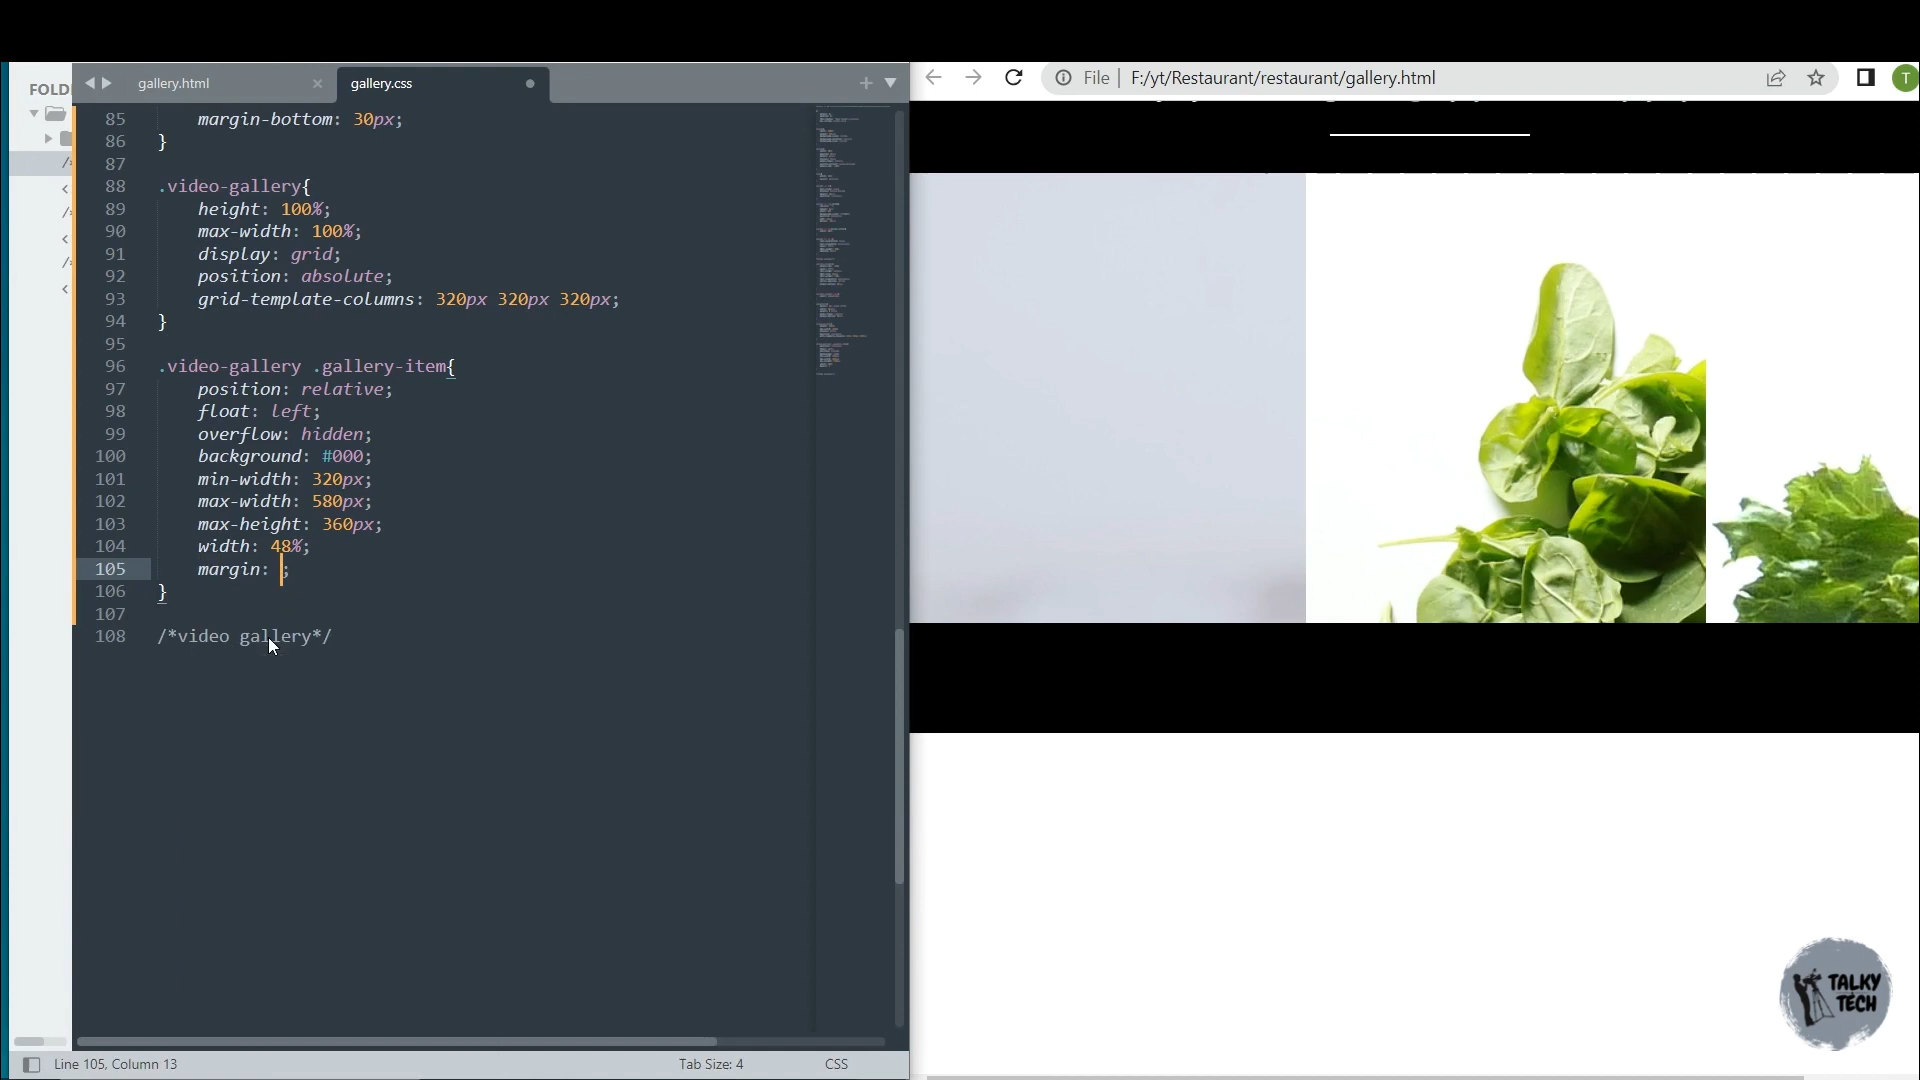 FOLD
gallery.html
gallery.css
File
F:/yt/Restaurant/restaurant/gallery.html
T
85 margin-bottom: 30px;
86 }
87
88 .video-gallery{
89 height: 100%;
90 max-width: 100%;
91 display: grid;
92 position: absolute;
93 grid-template-columns: 320px 320px 320px;
94 }
95
96 .video-gallery .gallery-item{
97 position: relative;
98 float: left;
99 overflow: hidden;
100 background: #000;
101 min-width: 320px;
102 max-width: 580px;
103 max-height: 360px;
104 width: 48%;
105 margin: ;
106 }
107
108 /*video gallery*/
TALKY
TECH
Line 105, Column 13
Tab Size: 4
CSS